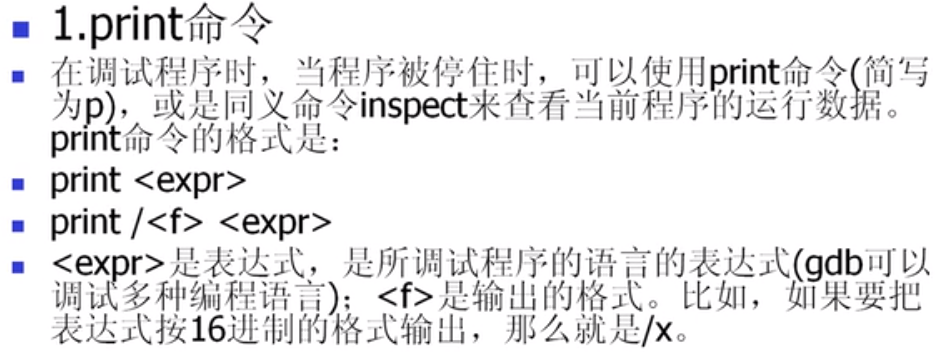 1.print命令
在调试程序时，当程序被停住时，可以使用print命令(简写
为p)，或是同义命令inspect来查看当前程序的运行数据。
print命令的格式是：
print <expr>
print /<f> <expr>
<expr>是表达式，是所调试程序的语言的表达式(gdb可以
调试多种编程语言)；<f>是输出的格式。比如，如果要把
表达式按16进制的格式输出，那么就是/x。